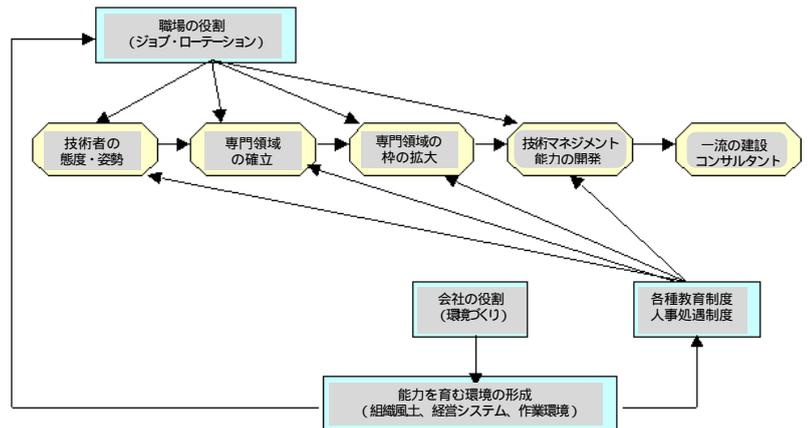 職場の役割
（ジョブ・ローテーション）
技術者の
態度・姿勢
専門領域
の確立
専門領域の
枠の拡大
技術マネジメント
能力の開発
一流の建設
コンサルタント
会社の役割
（環境づくり）
各種教育制度
人事処遇制度
能力を育む環境の形成
（組織風土、経営システム、作業環境）